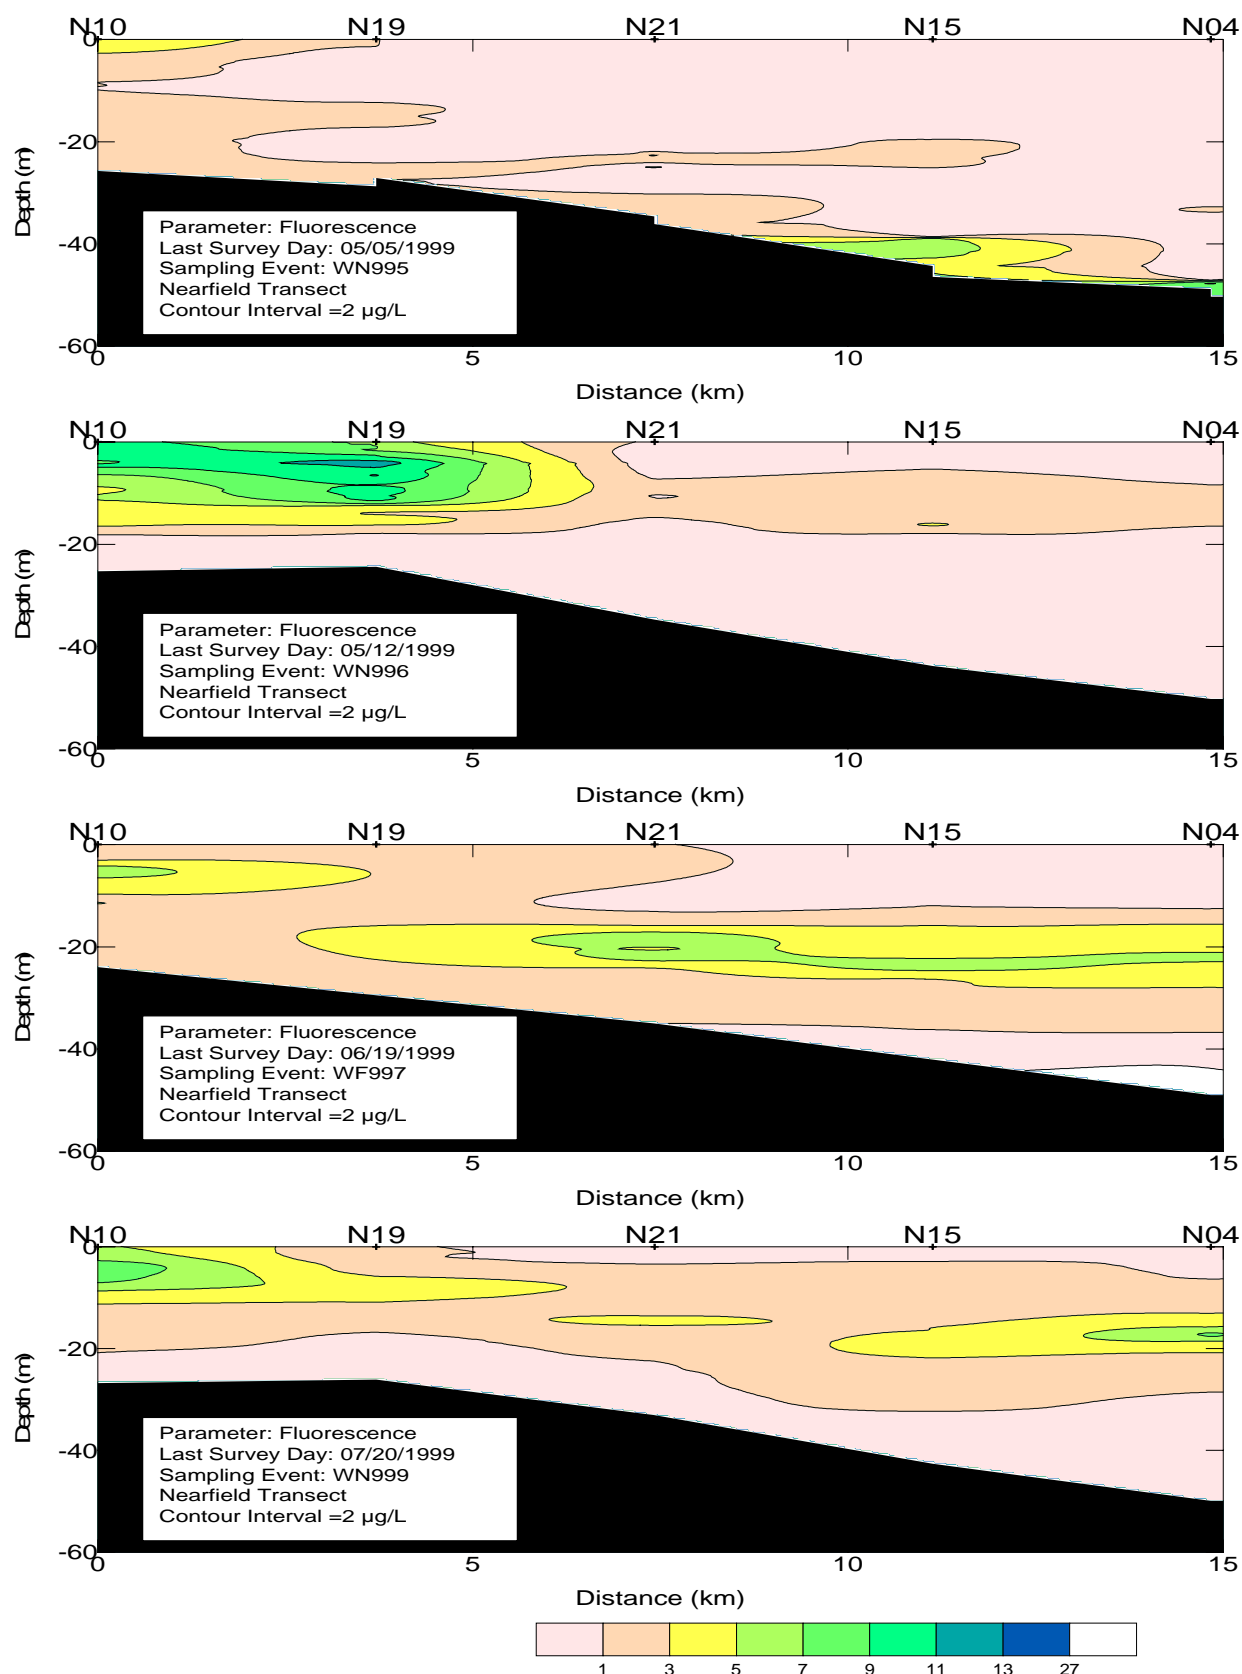 N10 N19 N21 N15 N04
0
-20
-40
-60
Depth (m)
Parameter: Fluorescence
Last Survey Day: 05/05/1999
Sampling Event: WN995
Nearfield Transect
Contour Interval =2 µg/L
0 5 10 15
Distance (km)
N10 N19 N21 N15 N04
0
-20
-40
-60
Depth (m)
Parameter: Fluorescence
Last Survey Day: 05/12/1999
Sampling Event: WN996
Nearfield Transect
Contour Interval =2 µg/L
0 5 10 15
Distance (km)
N10 N19 N21 N15 N04
0
-20
-40
-60
Depth (m)
Parameter: Fluorescence
Last Survey Day: 06/19/1999
Sampling Event: WF997
Nearfield Transect
Contour Interval =2 µg/L
0 5 10 15
Distance (km)
N10 N19 N21 N15 N04
0
-20
-40
-60
Depth (m)
Parameter: Fluorescence
Last Survey Day: 07/20/1999
Sampling Event: WN999
Nearfield Transect
Contour Interval =2 µg/L
0 5 10 15
Distance (km)
1 3 5 7 9 11 13 27